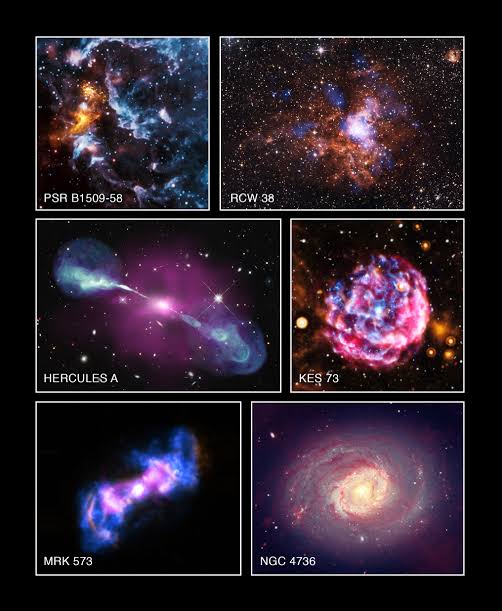 PSR B1509-58
RCW 38
HERCULES A
KES 73
MRK 573
NGC 4736